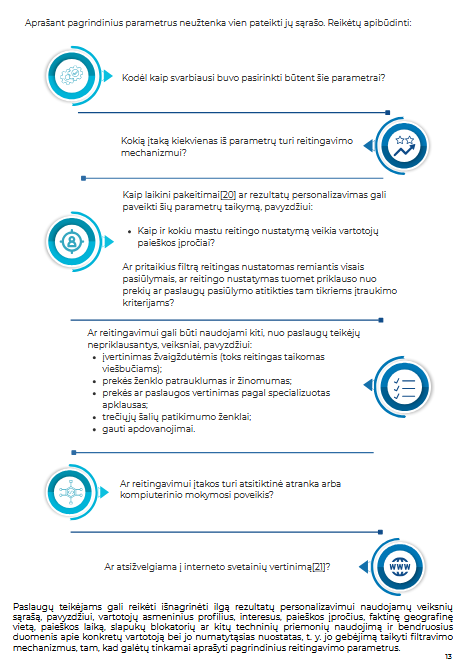 Aprašant pagrindinius parametrus neužtenka vien pateikti jų sąrašo. Reikėtų apibūdinti:
Kodėl kaip svarbiausi buvo pasirinkti būtent šie parametrai?
Kokią įtaką kiekvienas iš parametrų turi reitingavimo
mechanizmui?
Kaip laikini pakeitimai[20] ar rezultatų personalizavimas gali
paveikti šių parametrų taikymą, pavyzdžiui:
• Kaip ir kokiu mastu reitingo nustatymą veikia vartotojų
paieškos įpročiai?
Ar pritaikius filtrą reitingas nustatomas remiantis visais
pasiūlymais, ar reitingo nustatymas tuomet priklauso nuo
prekių ar paslaugų pasiūlymo atitikties tam tikriems įtraukimo
kriterijams?
Ar reitingavimui gali būti naudojami kiti, nuo paslaugų teikėjų
nepriklausantys, veiksniai, pavyzdžiui:
• įvertinimas žvaigždutėmis (toks reitingas taikomas
viešbučiams);
• prekės ženklo patrauklumas ir žinomumas;
• prekės ar paslaugos vertinimas pagal specializuotas
apklausas;
• trečiųjų šalių patikimumo ženklai;
• gauti apdovanojimai.
Ar reitingavimui įtakos turi atsitiktinė atranka arba
kompiuterinio mokymosi poveikis?
Ar atsižvelgiama į interneto svetainių vertinimą[21]?
WWW
Paslaugų teikėjams gali reikėti išnagrinėti ilgą rezultatų personalizavimui naudojamų veiksnių
sąrašą, pavyzdžiui, vartotojų asmeninius profilius, interesus, paieškos įpročius, faktinę geografinę
vietą, paieškos laiką, slapukų blokatorių ar kitų techninių priemonių naudojimą ir bendruosius
duomenis apie konkretų vartotoją bei jo numatytąsias nuostatas, t. y. jo gebėjimą taikyti filtravimo
mechanizmus, tam, kad galėtų tinkamai aprašyti pagrindinius reitingavimo parametrus.
13